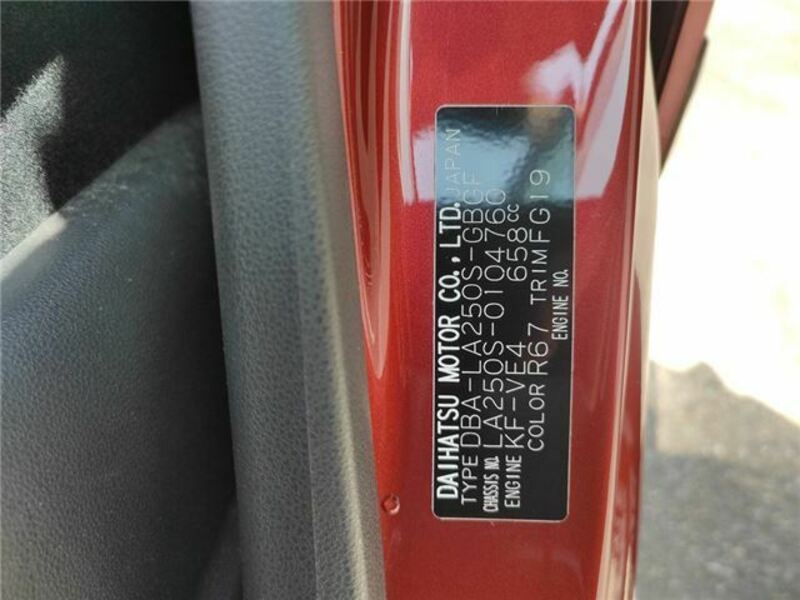 DAIHATSU MOTOR CO., LTD. JAPAN
TYPE DBA-LA250S-GBGF
CHASSIS NO. LA250S-0104760
ENGINE KF-VE4 658CC
COLOR R67 TRIM FG19
ENGINE NO.